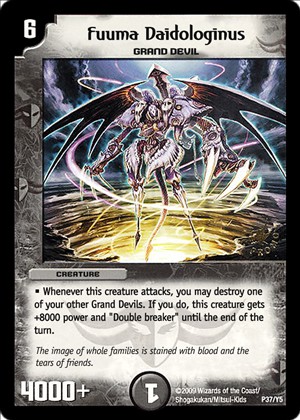 6
Fuuma Daidologinus
GRAND DEVIL
CREATURE
■ Whenever this creature attacks, you may destroy one
of your other Grand Devils. If you do, this creature gets
+8000 power and "Double breaker" until the end of the
turn.
The image of whole families is stained with blood and the
tears of friends.
4000+
1
©2009 Wizards of the Coast/
Shogakukan/Mitsui-Kids
P37/Y5